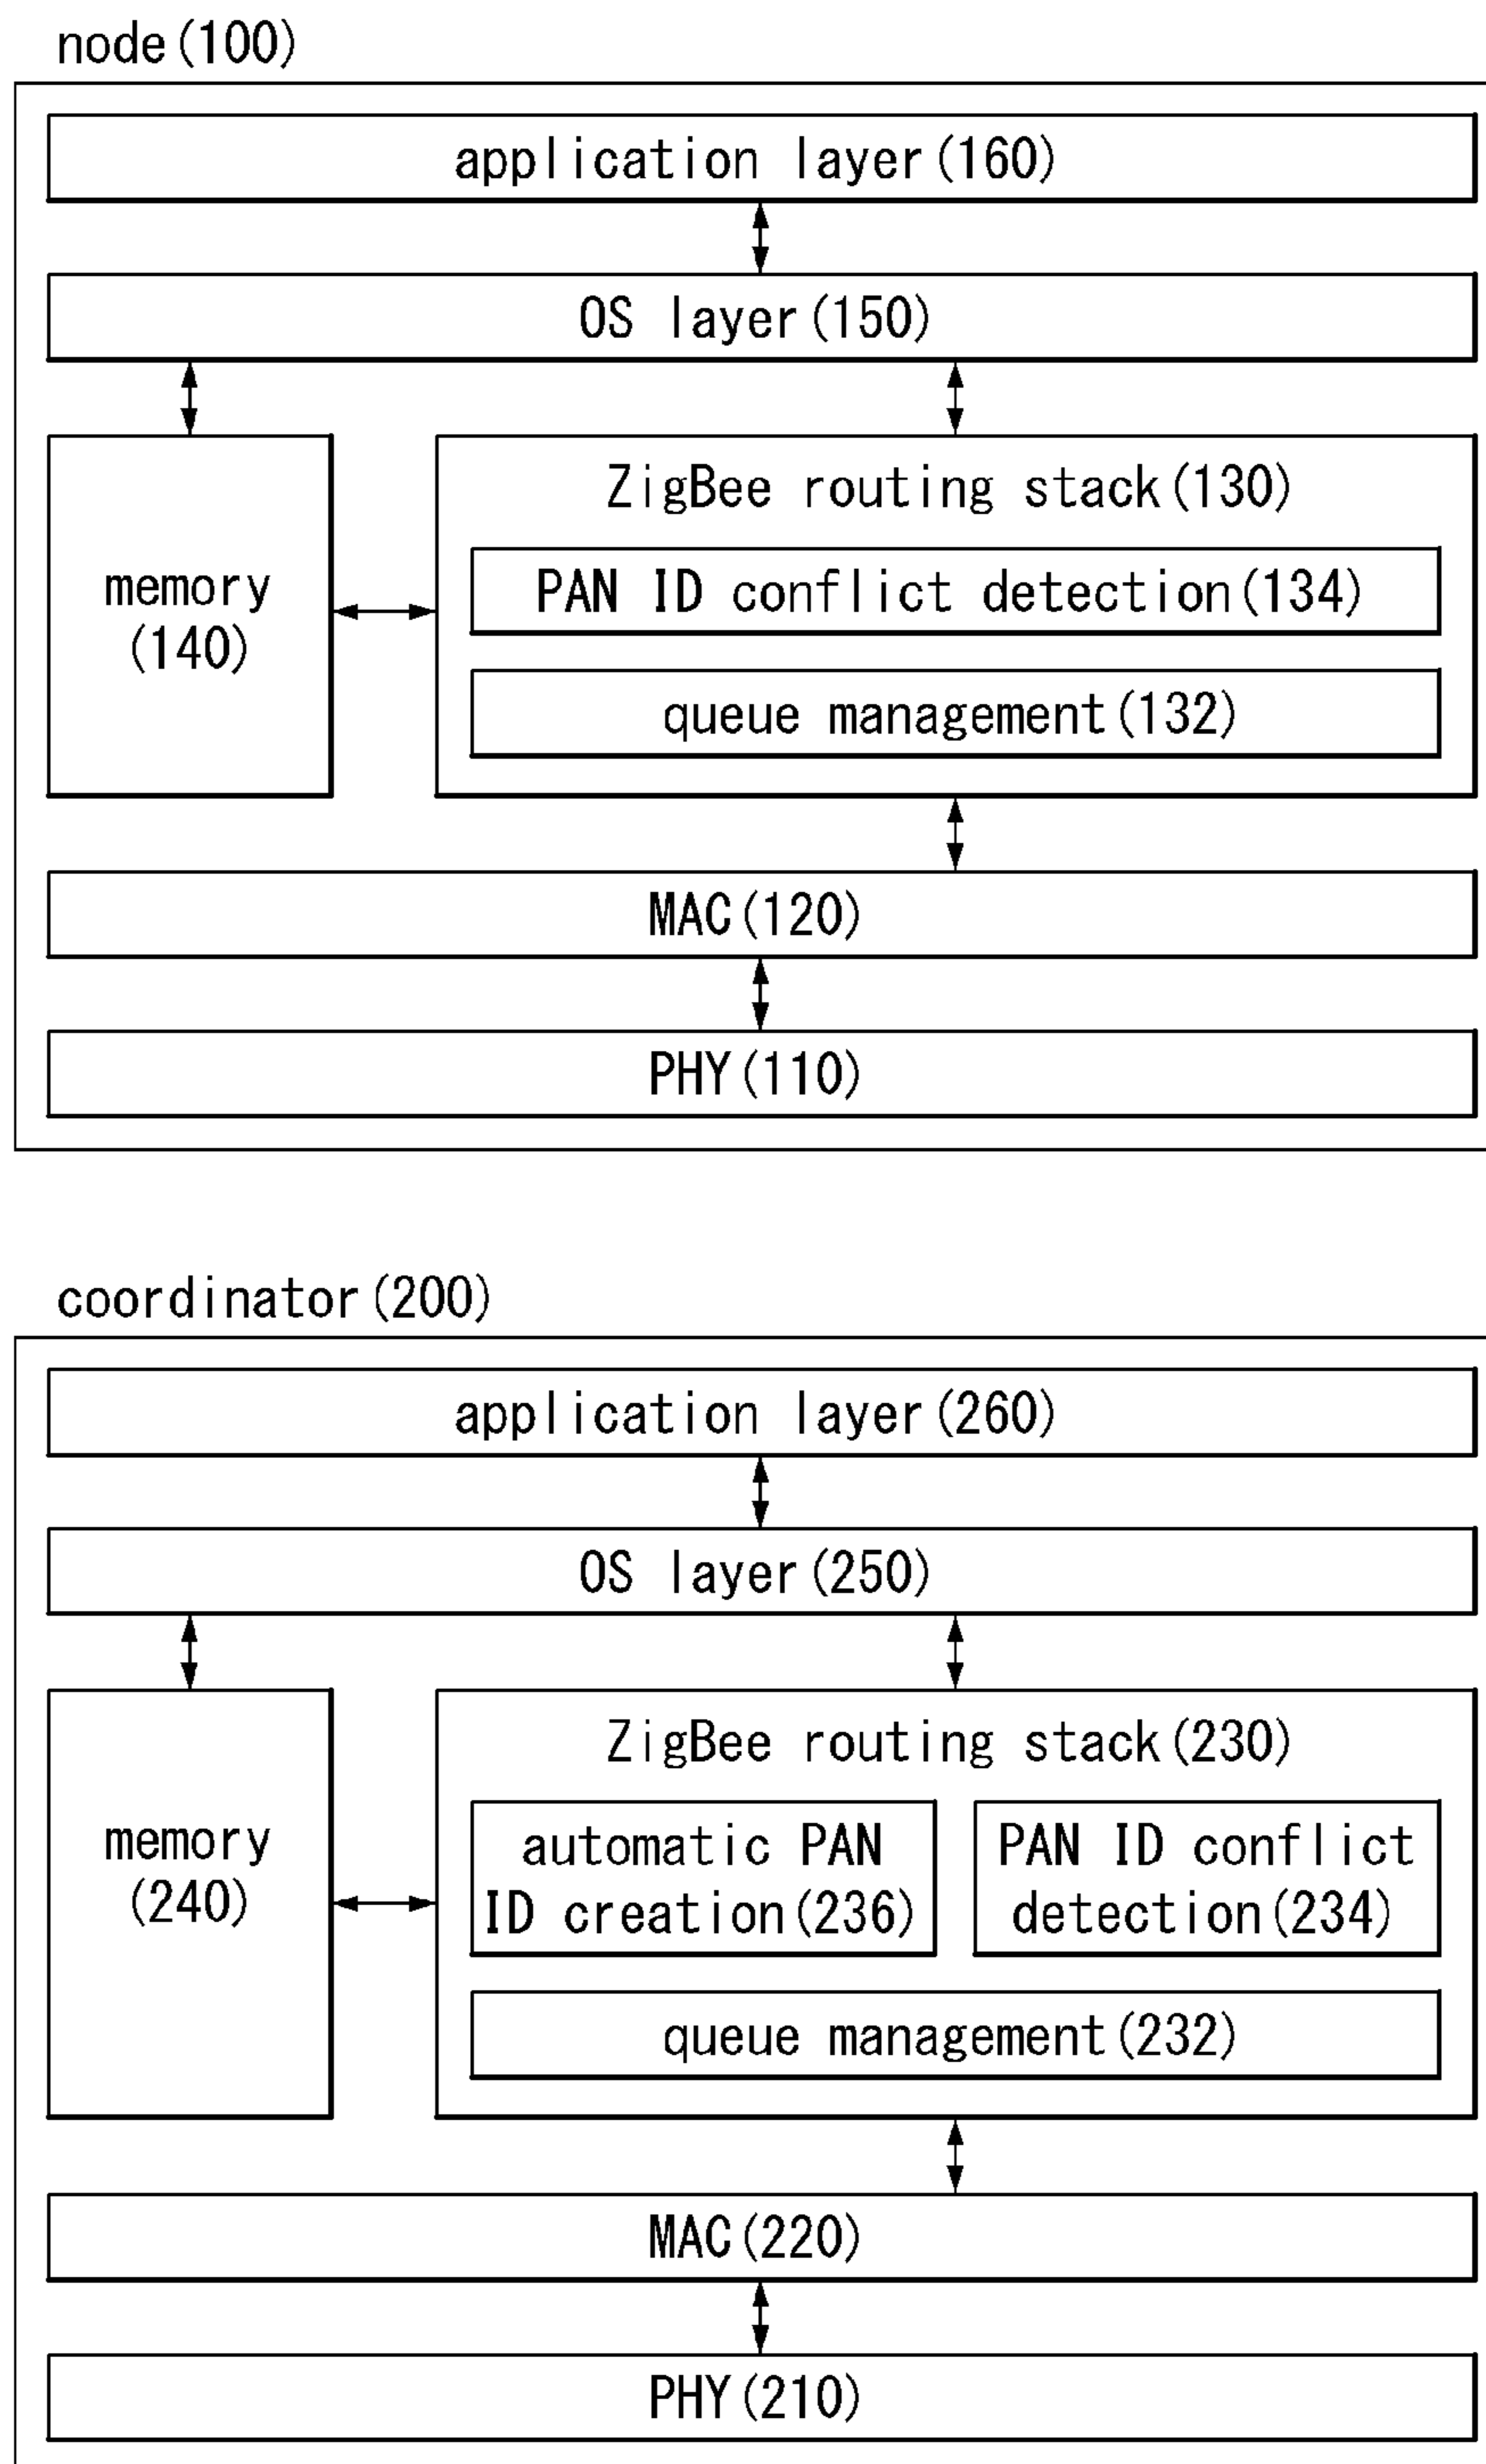 node(100)
application layer(160)
OS layer(150)
ZigBee routing stack(130)
memory
(140)
PAN ID conflict detection(134)
queue management(132)
MAC(120)
PHY(110)
coordinator(200)
application layer(260)
OS layer(250)
ZigBee routing stack(230)
memory
(240)
automatic PAN
ID creation(236)
PAN ID conflict
detection(234)
queue management(232)
MAC(220)
PHY(210)